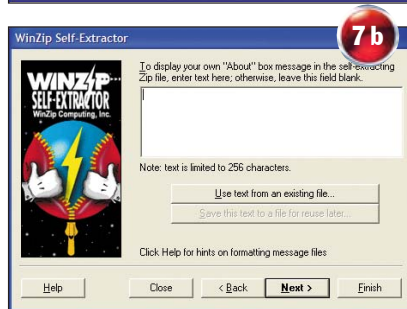 7b
WinZip Self-Extractor
To display your own "About" box message in the self-extracting
Zip file, enter text here; otherwise, leave this field blank.
WINZIP
SELF-EXTRACTOR
WinZip Computing, Inc.
Note: text is limited to 256 characters.
Use text from an existing file...
Save this text to a file for reuse later...
Click Help for hints on formatting message files
Help
Close
< Back
Next >
Finish